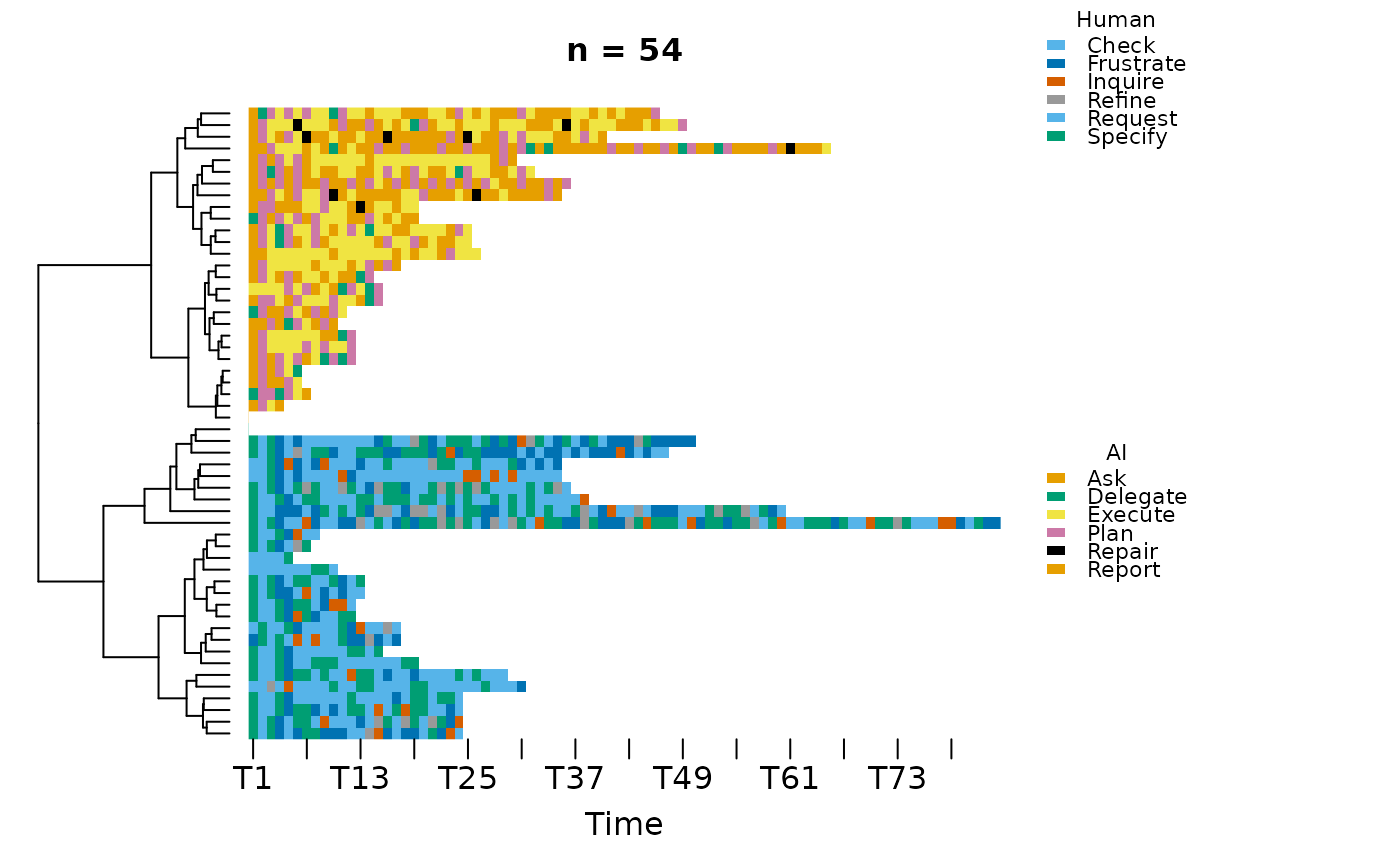 n = 54
Human
Check
Frustrate
Inquire
Refine
Request
Specify
AI
Ask
Delegate
Execute
Plan
Repair
Report
T1 T13 T25 T37 T49 T61 T73
Time